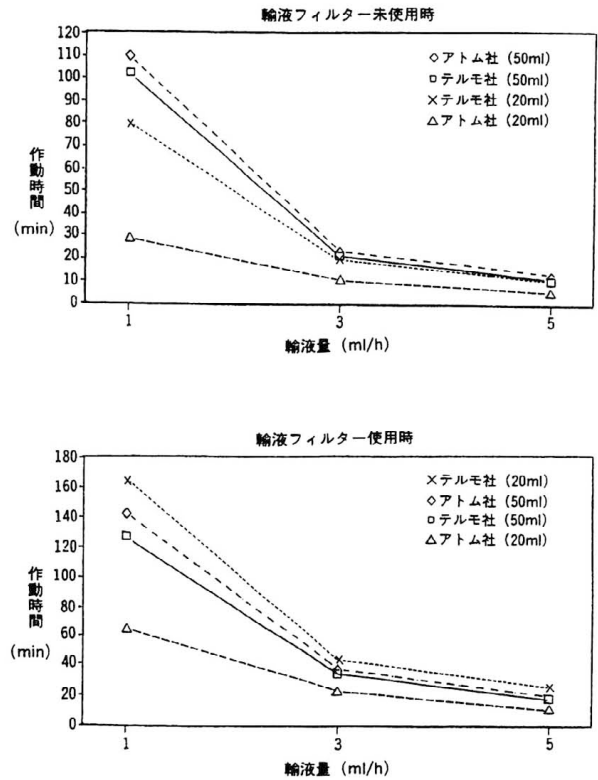 輸液フィルター未使用時
◇アトム社 (50ml)
□テルモ社 (50ml)
×テルモ社 (20ml)
△アトム社 (20ml)
120
110
100
90
80
70
60
50
40
30
20
10
0
作動時間
(min)
1 3 5
輸液量 (ml/h)
輸液フィルター使用時
×テルモ社 (20ml)
◇アトム社 (50ml)
□テルモ社 (50ml)
△アトム社 (20ml)
180
160
140
120
100
80
60
40
20
0
作動時間
(min)
1 3 5
輸液量 (ml/h)